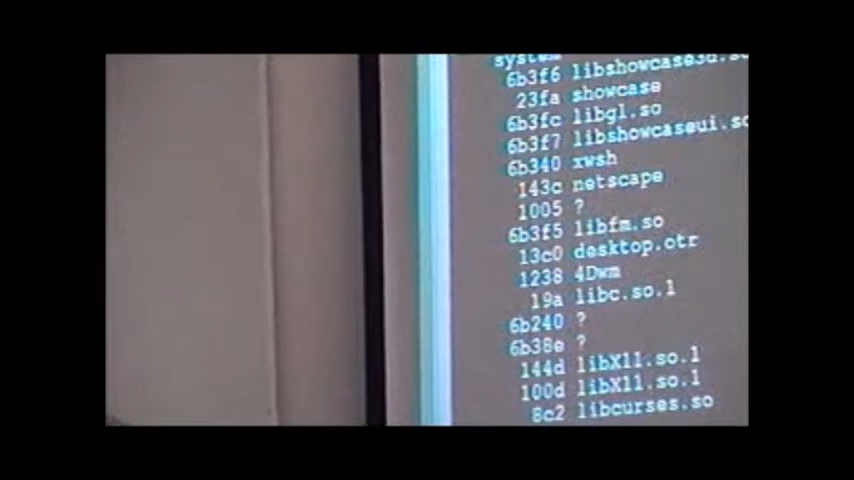 system
6b3f6 libshowcase3d.so
23fa showcase
6b3fc libgl.so
6b3f7 libshowcaseui.so
6b340 xwsh
143c netscape
1005 ?
6b3f5 libfm.so
13c0 desktop.otr
1238 4Dwm
19a libc.so.1
6b240 ?
6b38e ?
144d libX11.so.1
100d libX11.so.1
8c2 libcurses.so